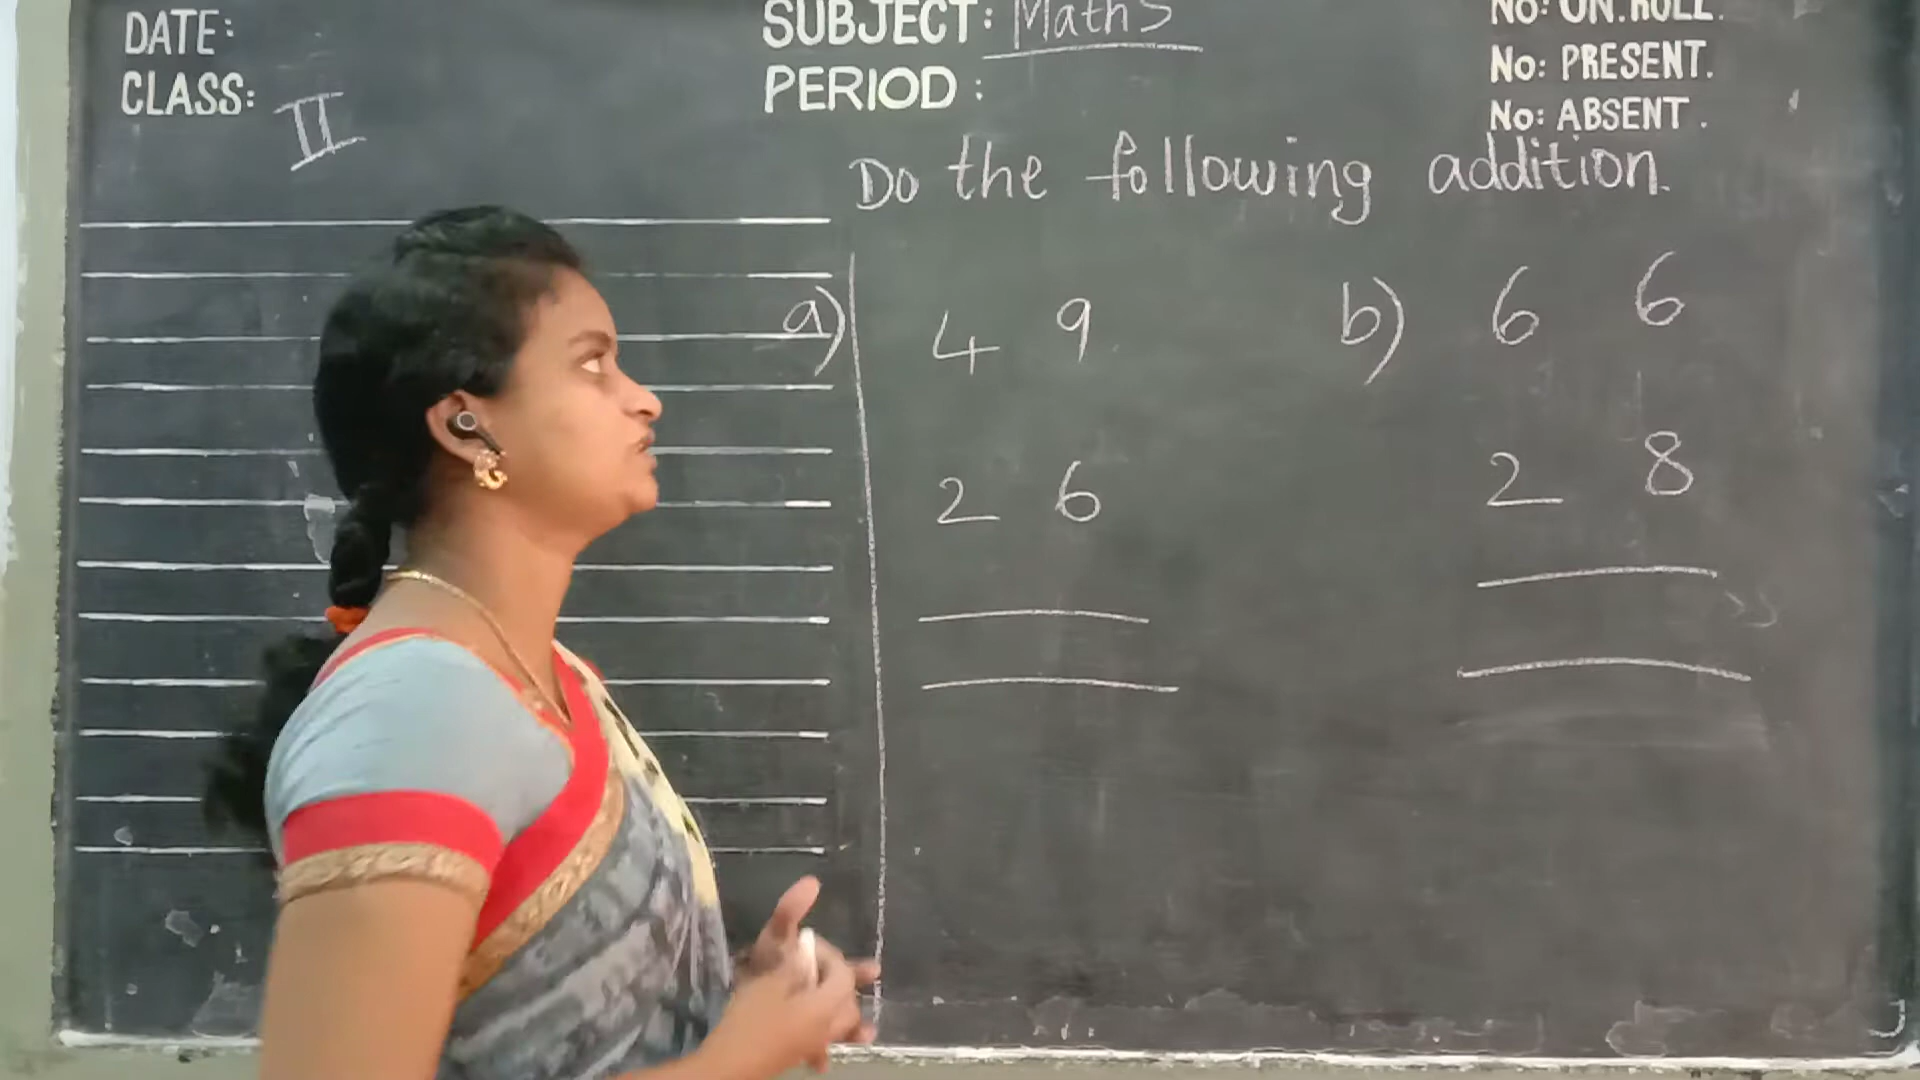 DATE:
CLASS: II
SUBJECT: Maths
PERIOD :
No: ON.ROLL.
No: PRESENT.
No: ABSENT.
Do the following addition.
a) 4 9
2 6
b) 6 6
2 8